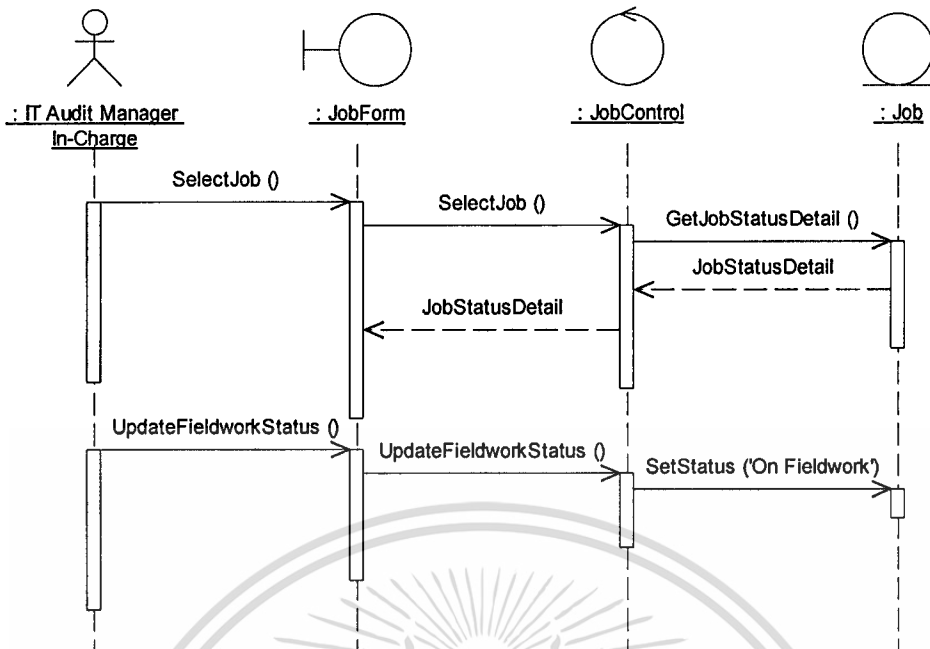 : IT Audit Manager
In-Charge
: JobForm
: JobControl
: Job
SelectJob ()
SelectJob ()
GetJobStatusDetail ()
JobStatusDetail
JobStatusDetail
UpdateFieldworkStatus ()
UpdateFieldworkStatus ()
SetStatus ('On Fieldwork')